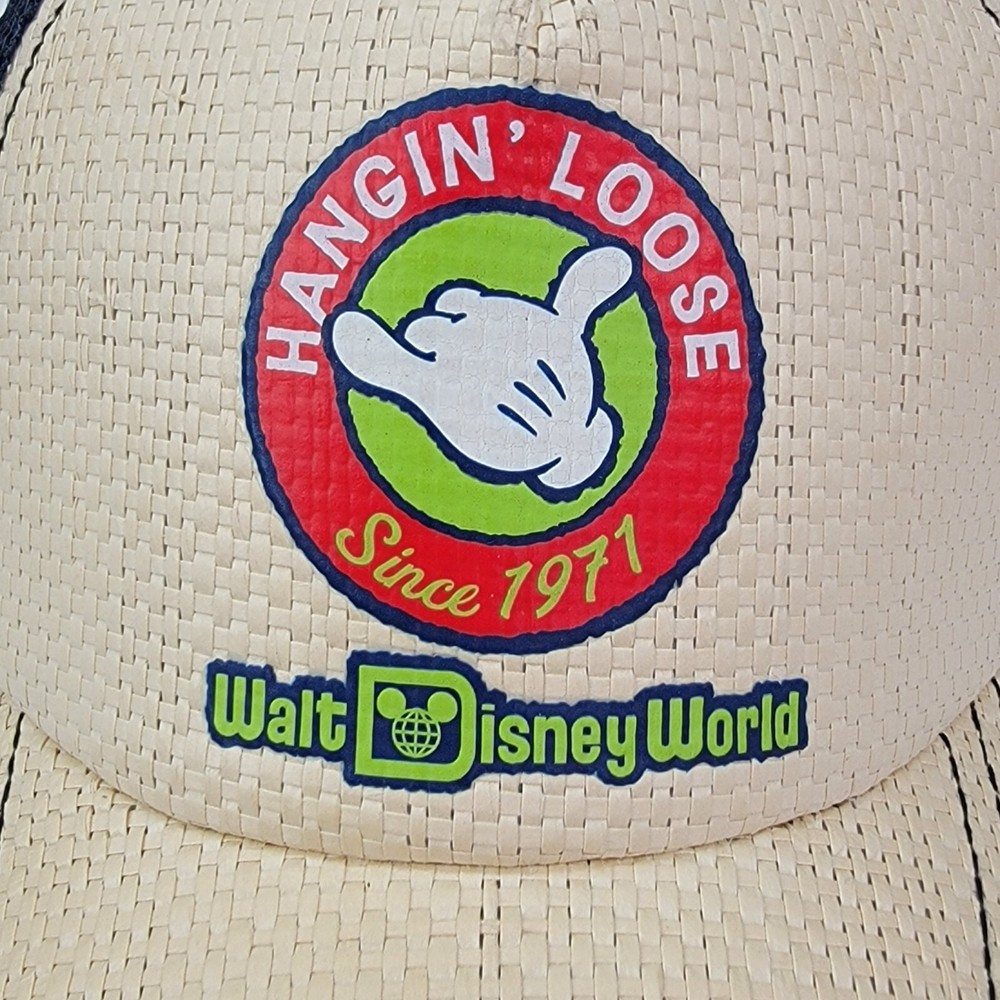 HANGIN' LOOSE
Since 1971
Walt Disney World